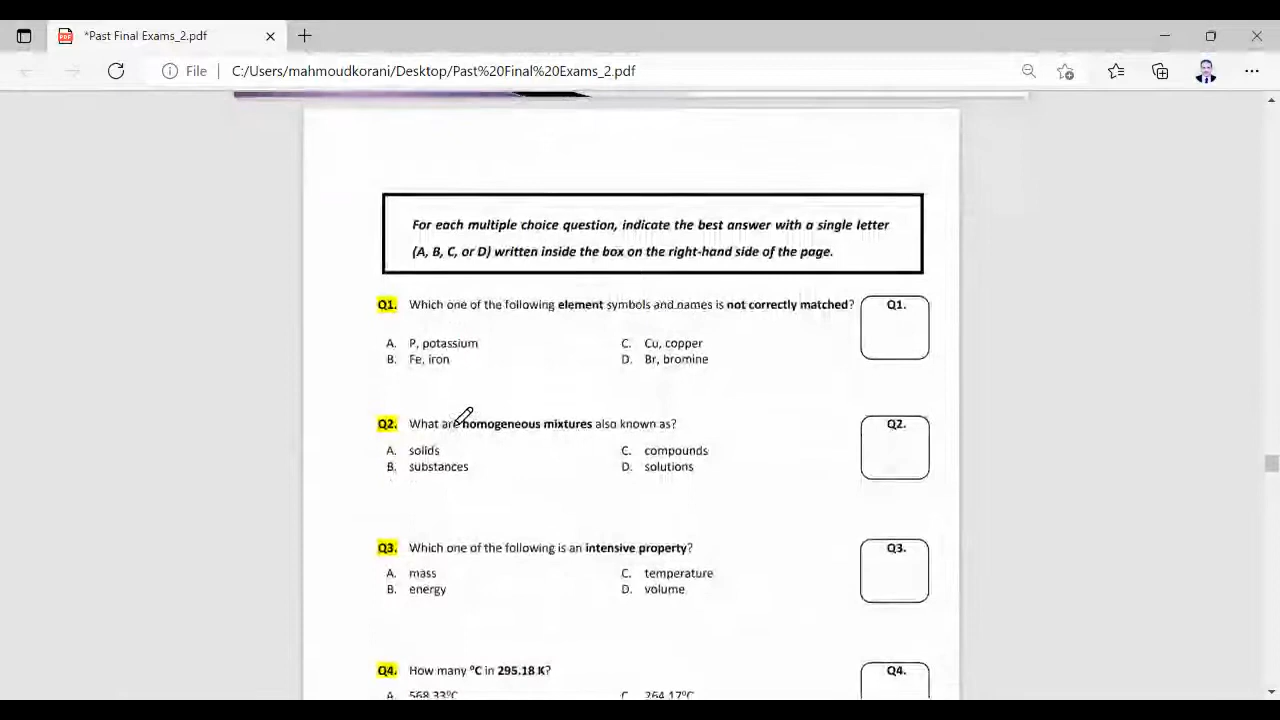 *Past Final Exams_2.pdf
File C:/Users/mahmoudkorani/Desktop/Past%20Final%20Exams_2.pdf
For each multiple choice question, indicate the best answer with a single letter
(A, B, C, or D) written inside the box on the right-hand side of the page.
Q1. Which one of the following element symbols and names is not correctly matched? Q1.
A. P, potassium C. Cu, copper
B. Fe, iron D. Br, bromine
Q2. What are homogeneous mixtures also known as? Q2.
A. solids C. compounds
B. substances D. solutions
Q3. Which one of the following is an intensive property? Q3.
A. mass C. temperature
B. energy D. volume
Q4. How many °C in 295.18 K? Q4.
A. 568.33°C C. 264.17°C